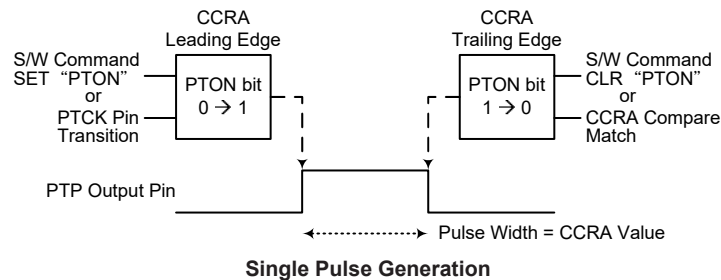 CCRA
Leading Edge
S/W Command
SET “PTON”
or
PTCK Pin
Transition
PTON bit
0 → 1
CCRA
Trailing Edge
PTON bit
1 → 0
S/W Command
CLR “PTON”
or
CCRA Compare
Match
PTP Output Pin
Pulse Width = CCRA Value
Single Pulse Generation